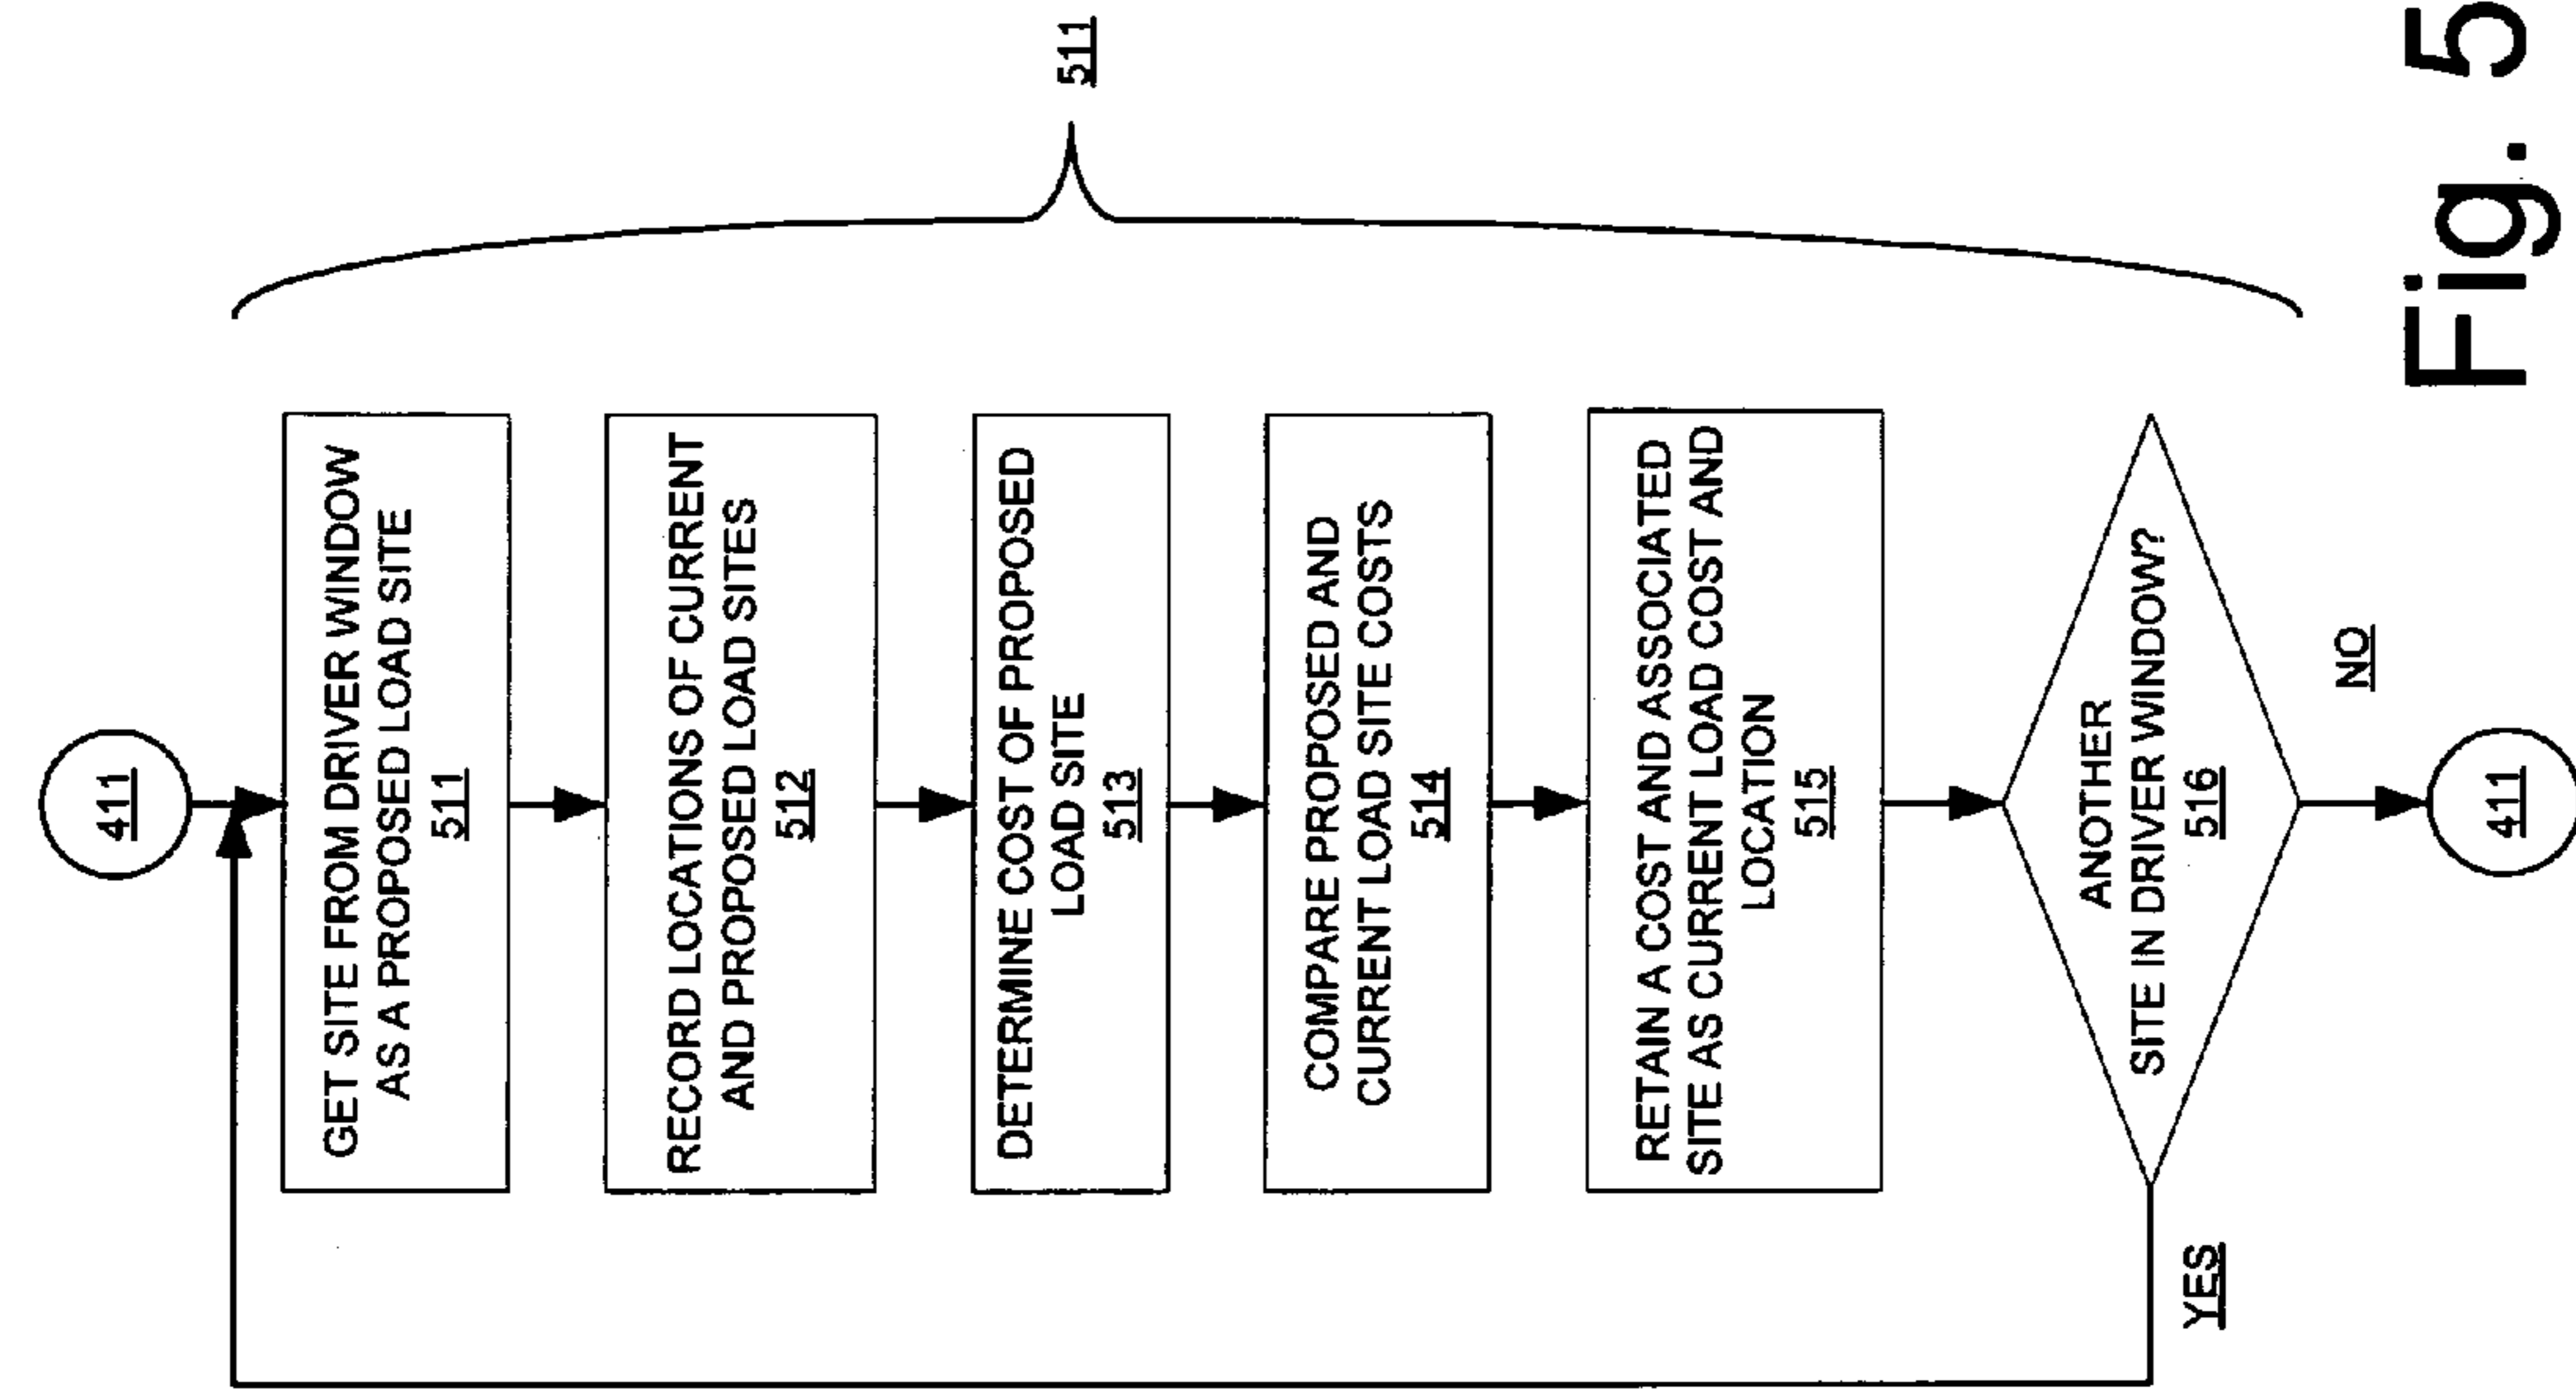 411
GET SITE FROM DRIVER WINDOW
AS A PROPOSED LOAD SITE
511
RECORD LOCATIONS OF CURRENT
AND PROPOSED LOAD SITES
512
DETERMINE COST OF PROPOSED
LOAD SITE
513
COMPARE PROPOSED AND
CURRENT LOAD SITE COSTS
514
RETAIN A COST AND ASSOCIATED
SITE AS CURRENT LOAD COST AND
LOCATION
515
ANOTHER
SITE IN DRIVER WINDOW?
516
YES
NO
411
511
Fig. 5